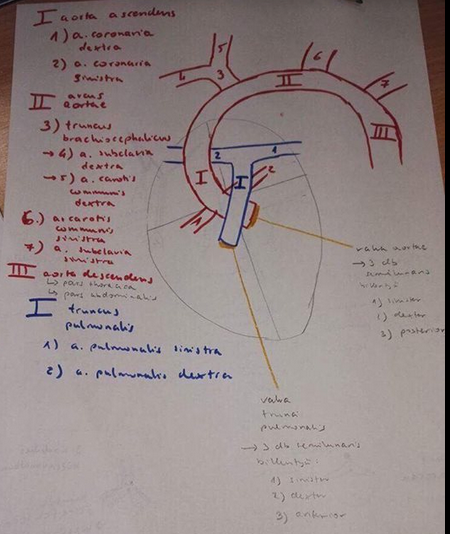 I aorta ascendens
1) a. coronaria
dextra
2) a. coronaria
sinistra
II arcus
aortae
3) truncus
brachiocephalicus
→ 4) a. subclavia
dextra
→ 5) a. carotis
communis
dextra
6) a. carotis
communis
sinistra
7) a. subclavia
sinistra
III aorta descendens
↳ pars thoracica
↳ pars abdominalis
I truncus
pulmonalis
1) a. pulmonalis sinistra
2) a. pulmonalis dextra
5
4
3
6
7
II
III
I
2
1
I
2
1
valva aortae
→ 3 db
semilunaris
billentyű
1) sinister
2) dexter
3) posterior
valva
trunci
pulmonalis
→ 3 db semilunaris
billentyű:
1) sinister
2) dexter
3) anterior